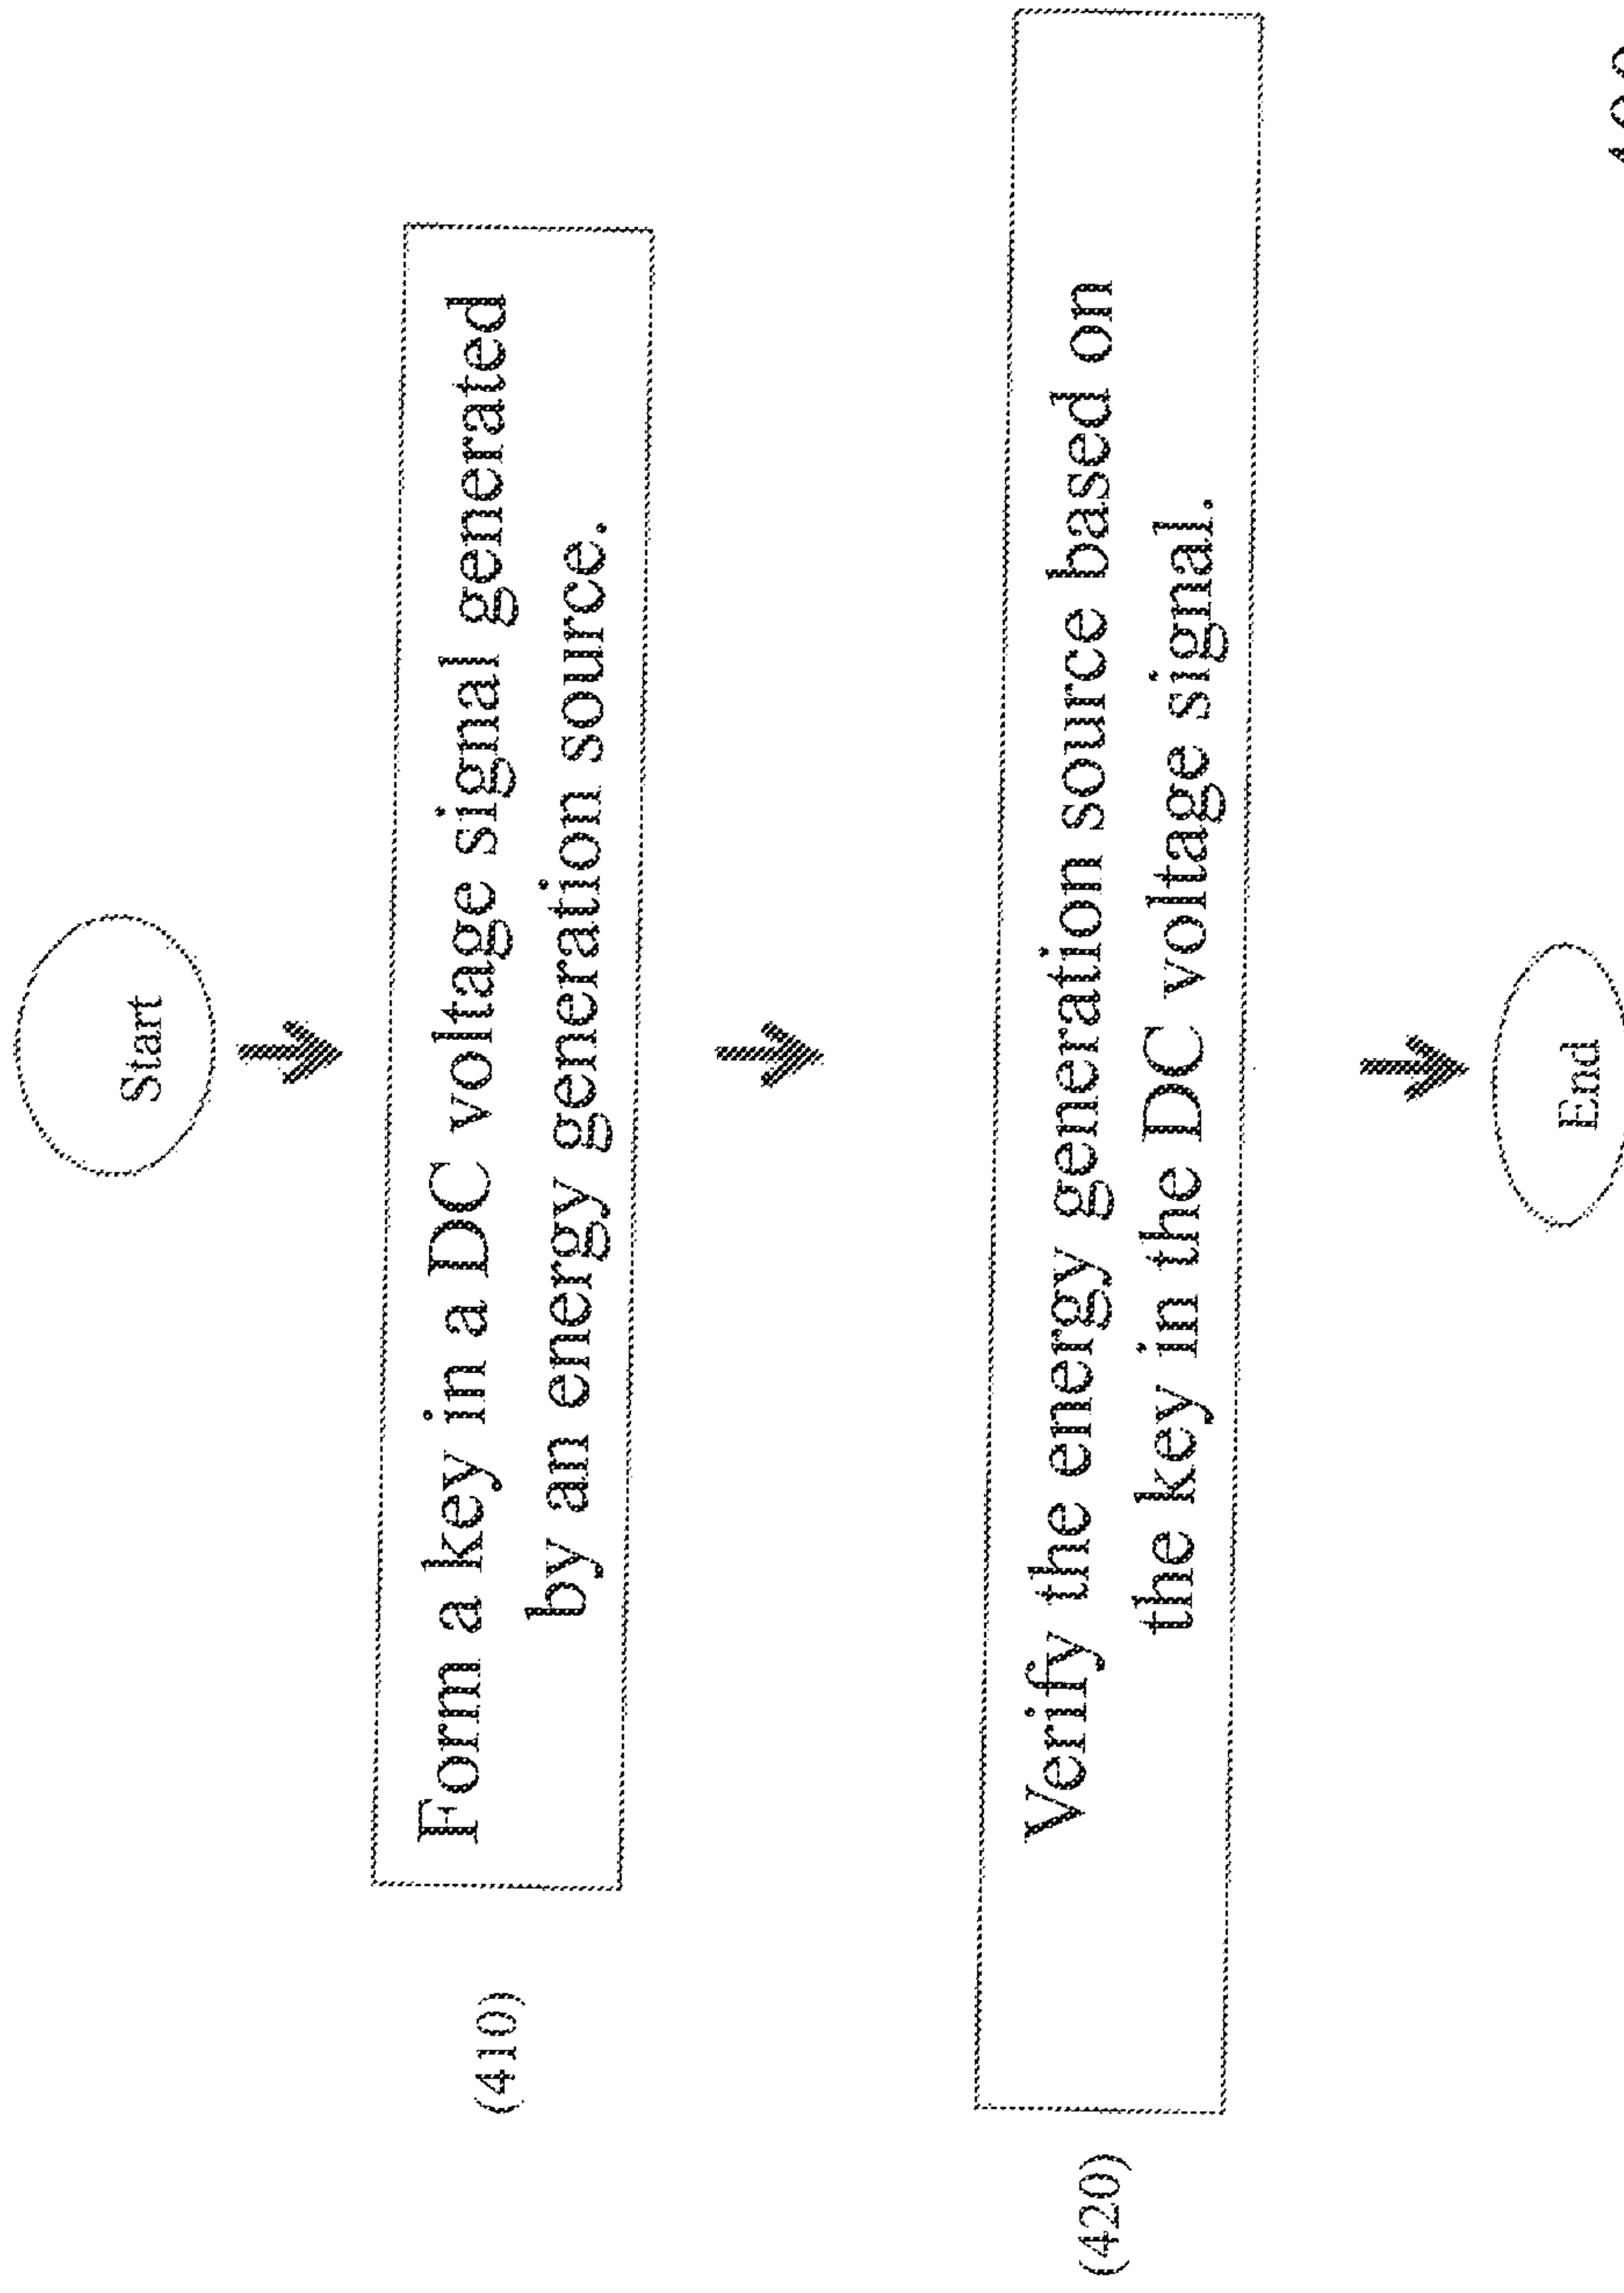 Start
(410)
Form a key in a DC voltage signal generated
by an energy generation source.
(420)
Verify the energy generation source based on
the key in the DC voltage signal.
End